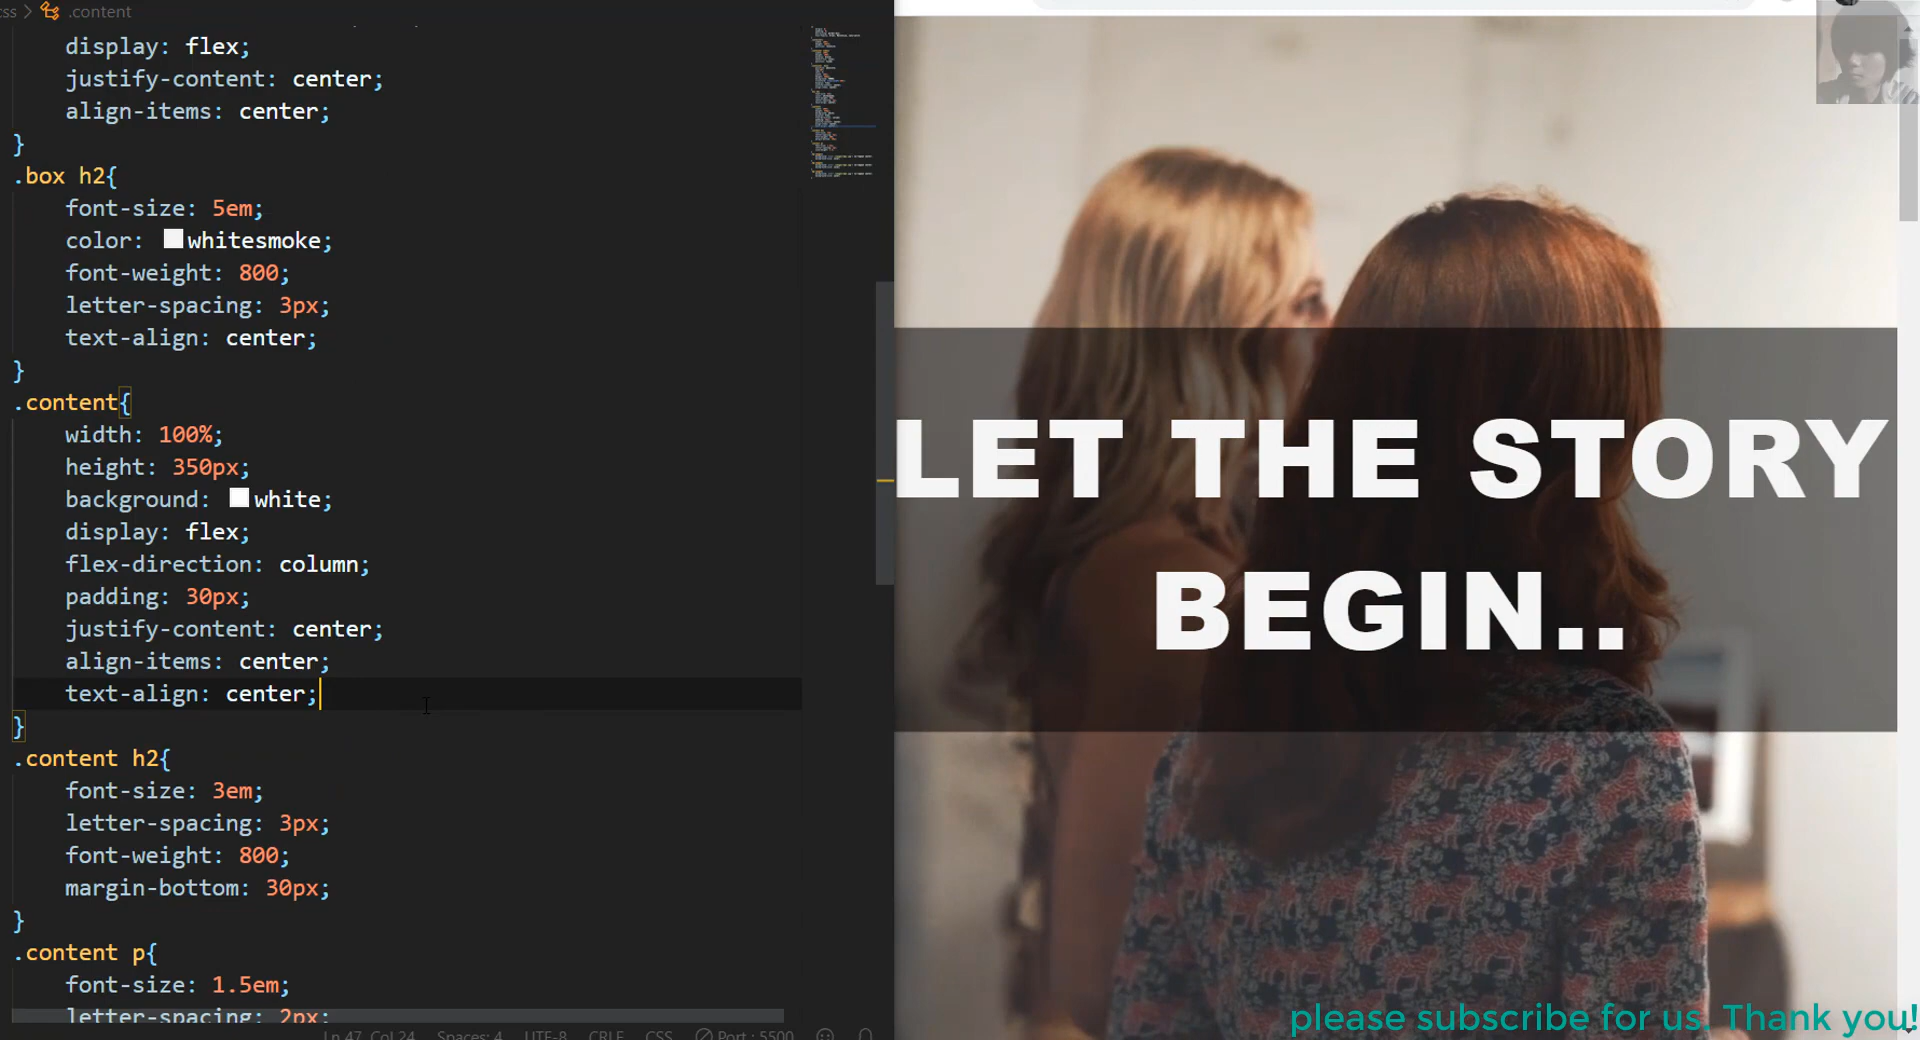 css > .content
display: flex;
justify-content: center;
align-items: center;
}
.box h2{
font-size: 5em;
color: whitesmoke;
font-weight: 800;
letter-spacing: 3px;
text-align: center;
}
.content{
width: 100%;
height: 350px;
background: white;
display: flex;
flex-direction: column;
padding: 30px;
justify-content: center;
align-items: center;
text-align: center;
}
.content h2{
font-size: 3em;
letter-spacing: 3px;
font-weight: 800;
margin-bottom: 30px;
}
.content p{
font-size: 1.5em;
letter-spacing: 2px;
Ln 47, Col 24 Spaces: 4 UTF-8 CRLF CSS Port : 5500
LET THE STORY
BEGIN..
please subscribe for us. Thank you!